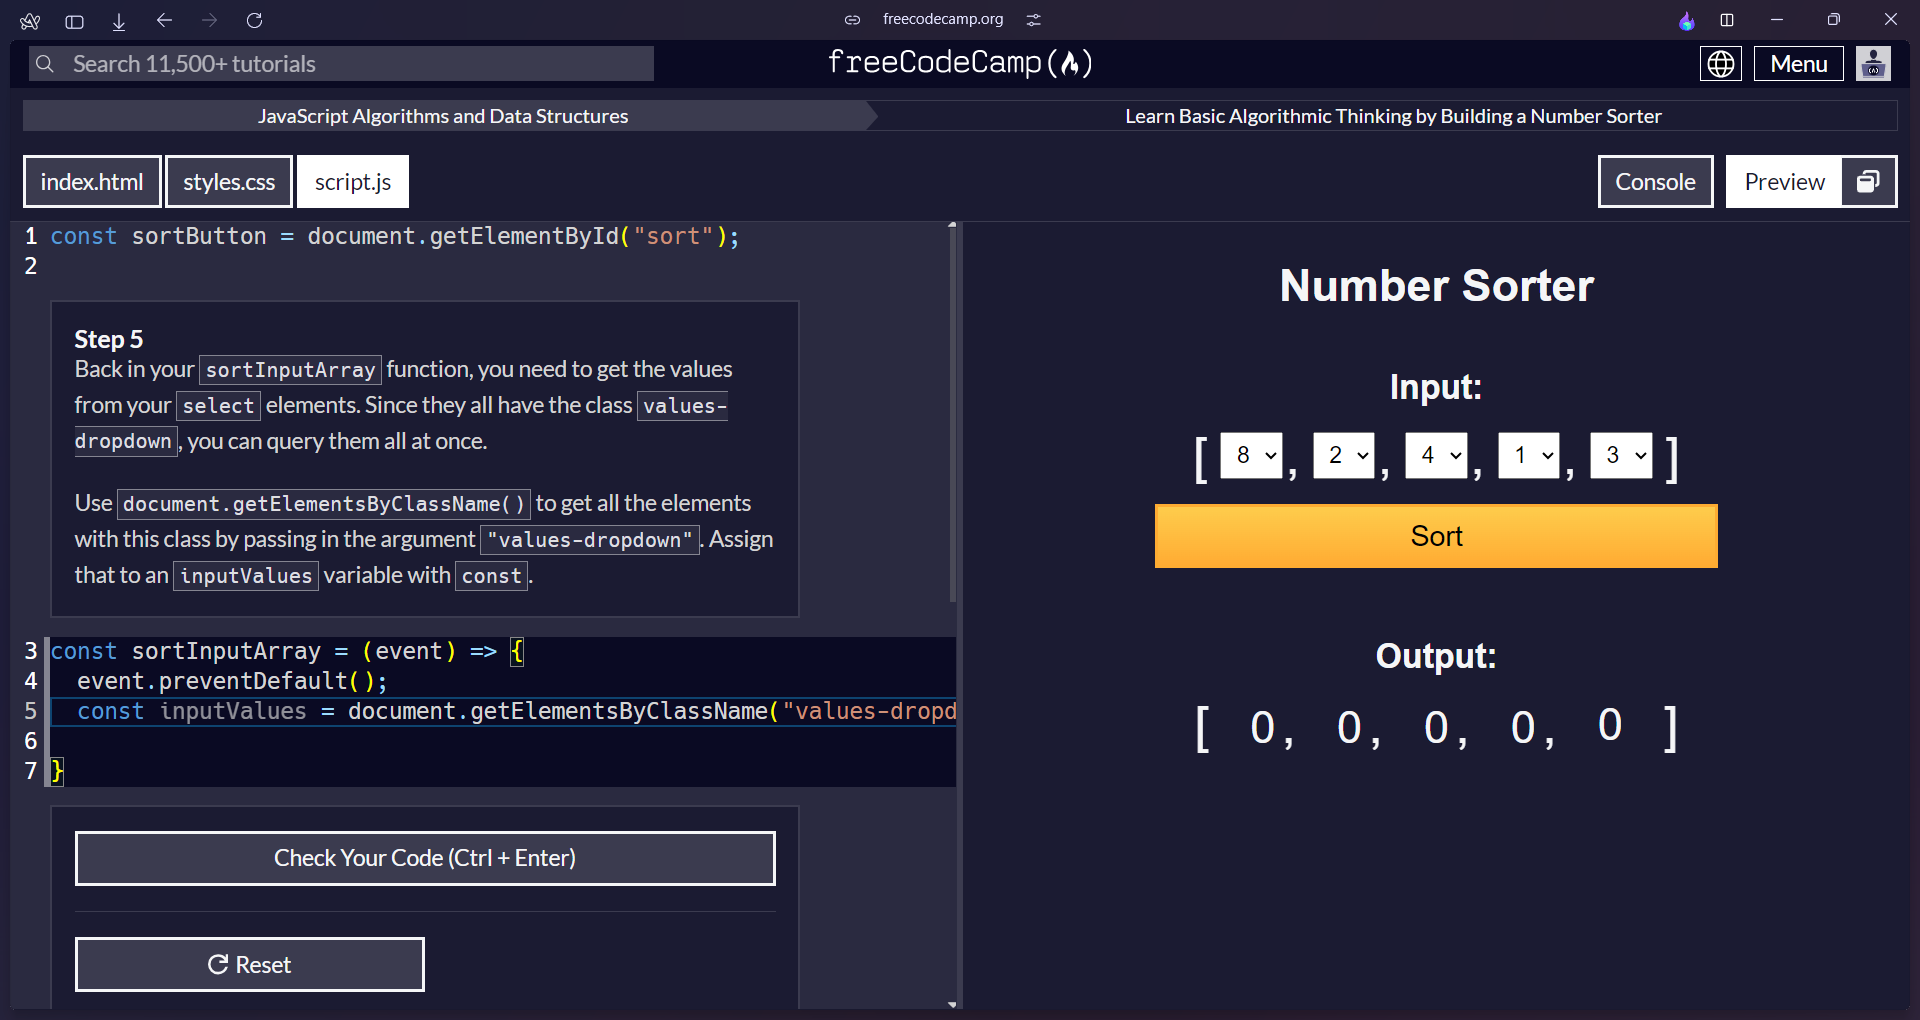 freecodecamp.org
Search 11,500+ tutorials
freeCodeCamp(🔥)
Menu
JavaScript Algorithms and Data Structures
Learn Basic Algorithmic Thinking by Building a Number Sorter
index.html
styles.css
script.js
Console
Preview
1 const sortButton = document.getElementById("sort");
2
Step 5
Back in your sortInputArray function, you need to get the values
from your select elements. Since they all have the class values-
dropdown, you can query them all at once.
Use document.getElementsByClassName() to get all the elements
with this class by passing in the argument "values-dropdown". Assign
that to an inputValues variable with const.
3 const sortInputArray = (event) => {
4 event.preventDefault();
5 const inputValues = document.getElementsByClassName("values-dropd
6
7 }
Check Your Code (Ctrl + Enter)
Reset
Number Sorter
Input:
[ 8 , 2 , 4 , 1 , 3 ]
Sort
Output:
[ 0, 0, 0, 0, 0 ]